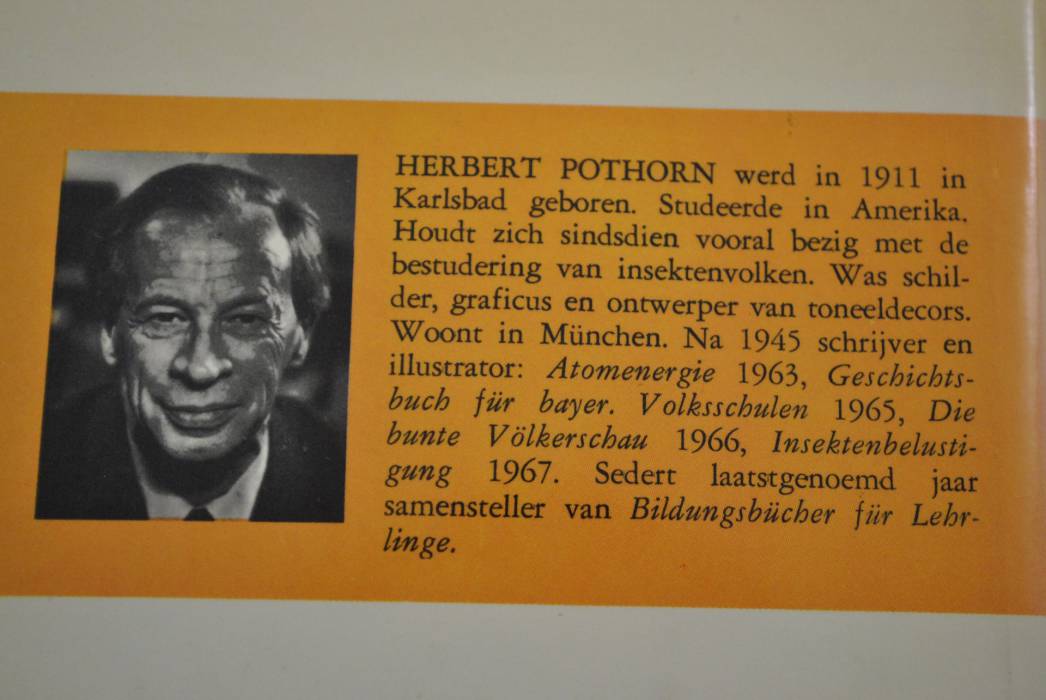 HERBERT POTHORN werd in 1911 in
Karlsbad geboren. Studeerde in Amerika.
Houdt zich sindsdien vooral bezig met de
bestudering van insektenvolken. Was schil-
der, graficus en ontwerper van toneeldecors.
Woont in München. Na 1945 schrijver en
illustrator: Atomenergie 1963, Geschichts-
buch für bayer. Volksschulen 1965, Die
bunte Völkerschau 1966, Insektenbelusti-
gung 1967. Sedert laatstgenoemd jaar
samensteller van Bildungsbücher für Lehr-
linge.